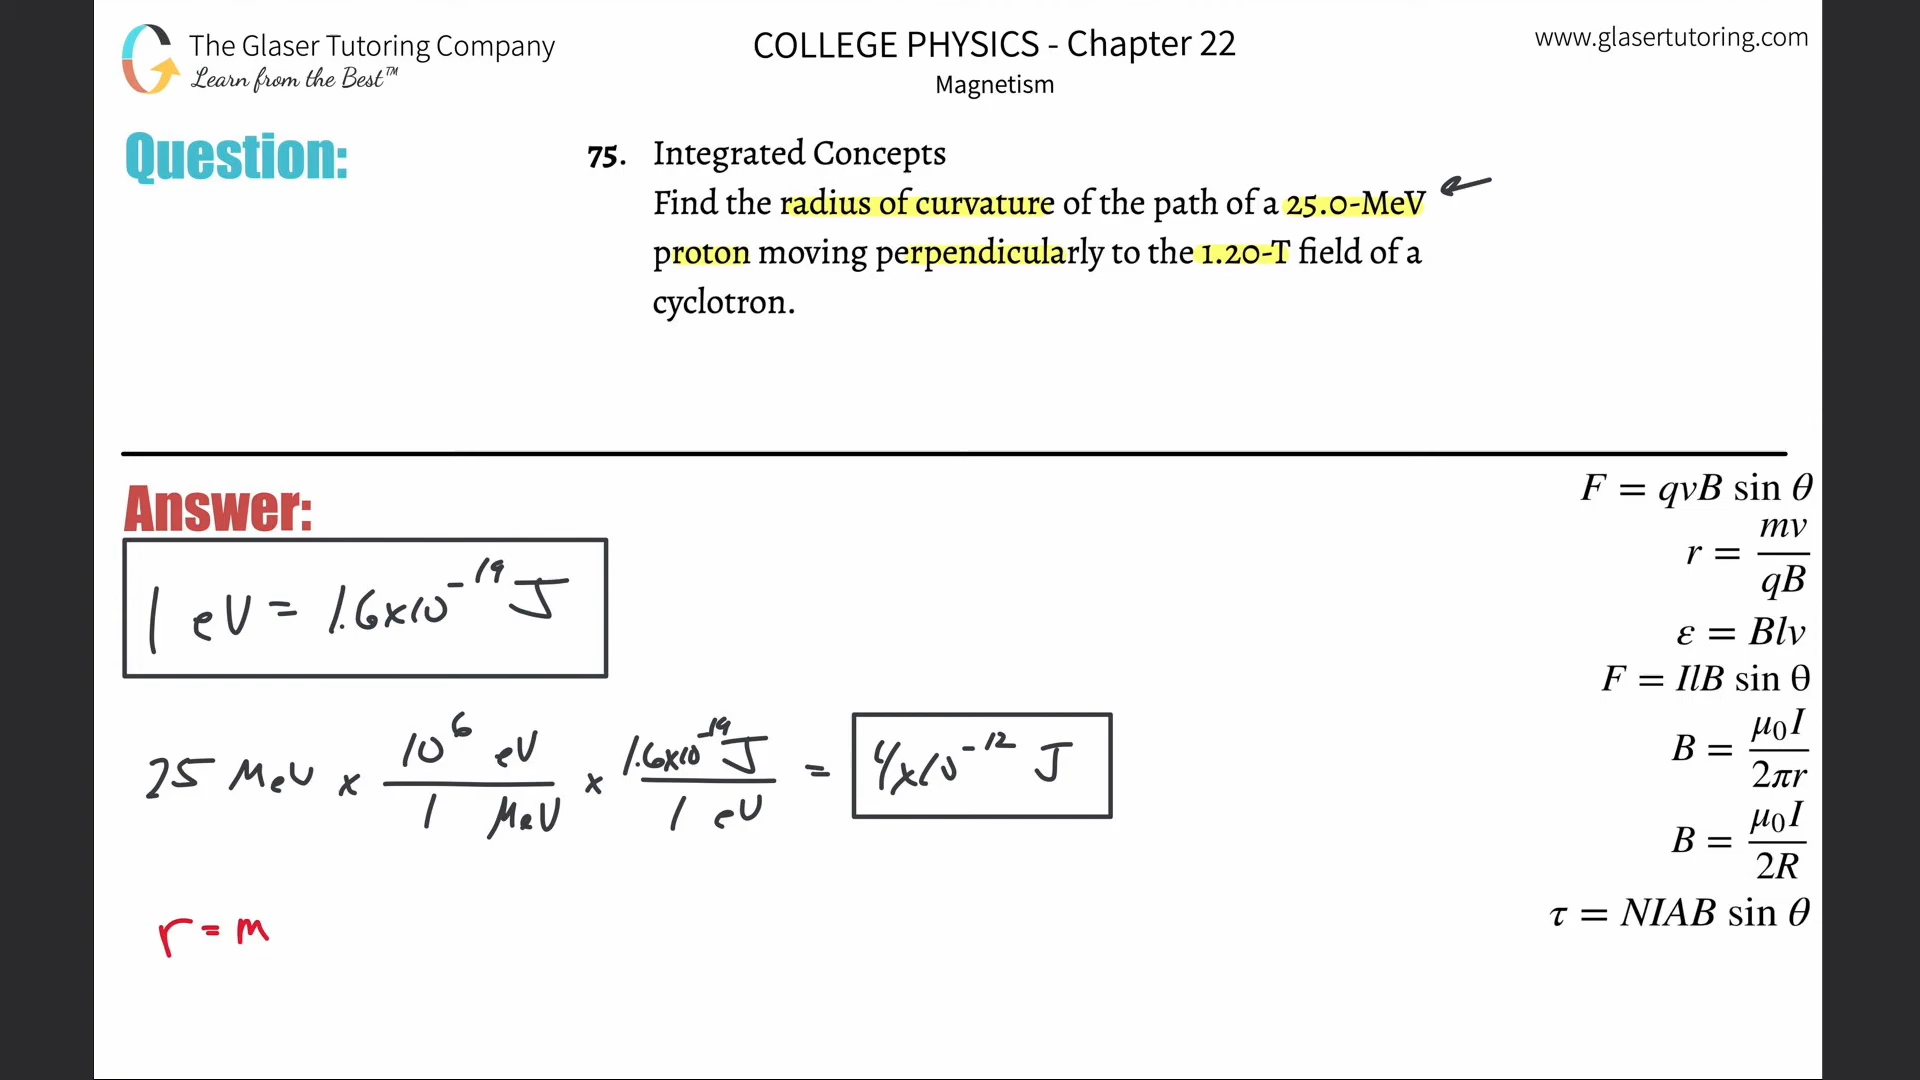 The Glaser Tutoring Company
Learn from the Best™
COLLEGE PHYSICS - Chapter 22
Magnetism
www.glasertutoring.com
Question:
75. Integrated Concepts
Find the radius of curvature of the path of a 25.0-MeV
proton moving perpendicularly to the 1.20-T field of a
cyclotron.
Answer:
1 eV = 1.6x10^-19 J
25 MeV x 10^6 eV / 1 MeV x 1.6x10^-19 J / 1 eV = 4x10^-12 J
r = m
F = qvB sin θ
r = mv / qB
ε = Blv
F = IlB sin θ
B = μ₀I / 2πr
B = μ₀I / 2R
τ = NIAB sin θ